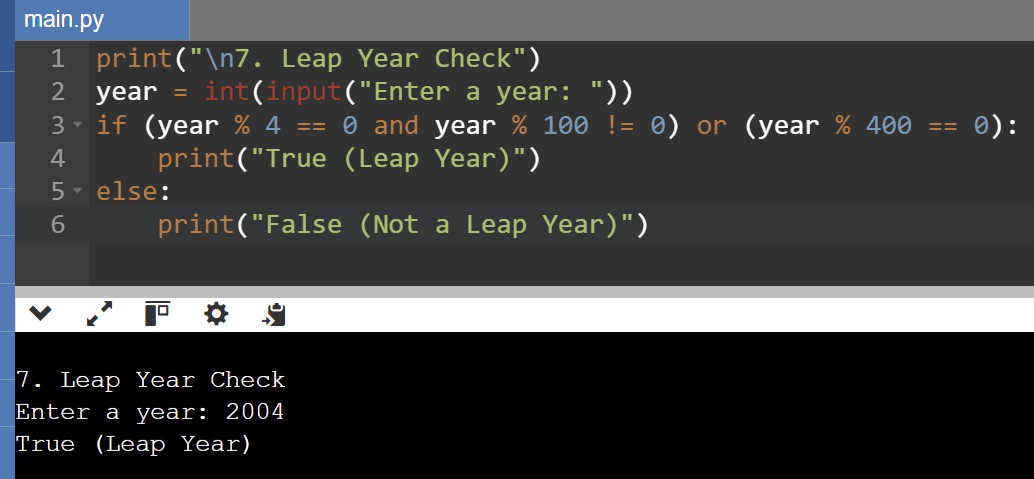 main.py
1 print("\n7. Leap Year Check")
2 year = int(input("Enter a year: "))
3 if (year % 4 == 0 and year % 100 != 0) or (year % 400 == 0):
4     print("True (Leap Year)")
5 else:
6     print("False (Not a Leap Year)")
7. Leap Year Check
Enter a year: 2004
True (Leap Year)